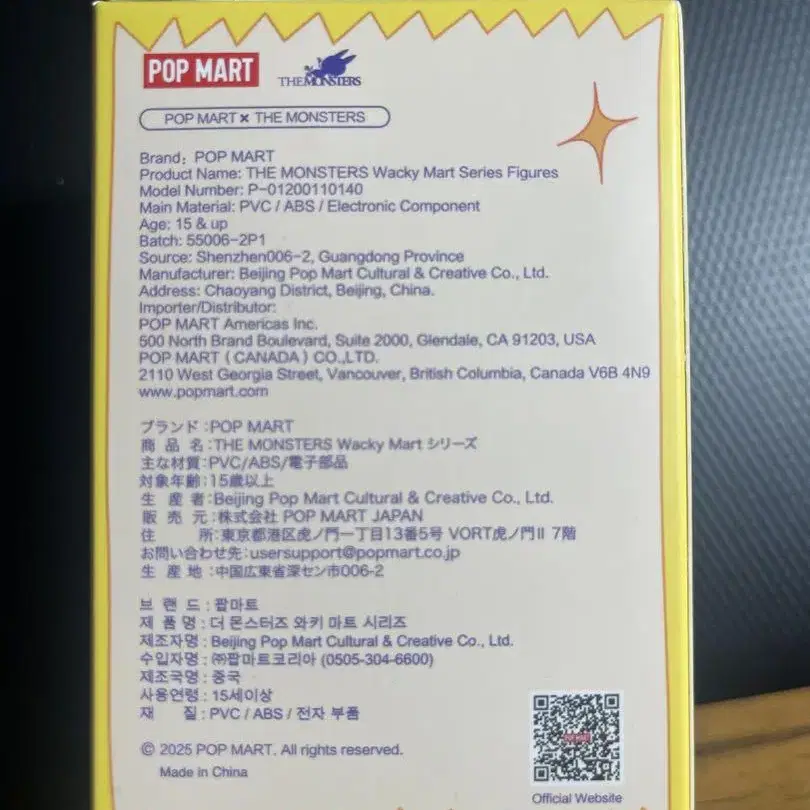 POP MART
THE MONSTERS
POP MART × THE MONSTERS
Brand: POP MART
Product Name: THE MONSTERS Wacky Mart Series Figures
Model Number: P-01200110140
Main Material: PVC / ABS / Electronic Component
Age: 15 & up
Batch: 55006-2P1
Source: Shenzhen006-2, Guangdong Province
Manufacturer: Beijing Pop Mart Cultural & Creative Co., Ltd.
Address: Chaoyang District, Beijing, China.
Importer/Distributor:
POP MART Americas Inc.
500 North Brand Boulevard, Suite 2000, Glendale, CA 91203, USA
POP MART ( CANADA ) CO.,LTD.
2110 West Georgia Street, Vancouver, British Columbia, Canada V6B 4N9
www.popmart.com
ブランド:POP MART
商 品 名:THE MONSTERS Wacky Mart シリーズ
主な材質:PVC/ABS/電子部品
対象年齢:15歳以上
生 産 者:Beijing Pop Mart Cultural & Creative Co., Ltd.
販 売 元:株式会社 POP MART JAPAN
住 所:東京都港区虎ノ門一丁目13番5号 VORT虎ノ門II 7階
お問い合わせ先:usersupport@popmart.co.jp
生 産 地:中国広東省深セン市006-2
브 랜 드 : 팝마트
제 품 명 : 더 몬스터즈 와키 마트 시리즈
제조자명 : Beijing Pop Mart Cultural & Creative Co., Ltd.
수입자명 : ㈜팝마트코리아 (0505-304-6600)
제조국명 : 중국
사용연령 : 15세이상
재 질 : PVC / ABS / 전자 부품
© 2025 POP MART. All rights reserved.
Made in China
POP MART
Official Website